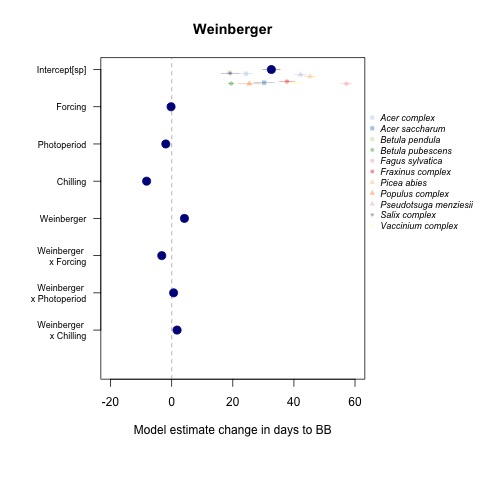 Weinberger
Intercept[sp]
Forcing
Photoperiod
Chilling
Weinberger
Weinberger
x Forcing
Weinberger
x Photoperiod
Weinberger
x Chilling
Acer complex
Acer saccharum
Betula pendula
Betula pubescens
Fagus sylvatica
Fraxinus complex
Picea abies
Populus complex
Pseudotsuga menziesii
Salix complex
Vaccinium complex
-20 0 20 40 60
Model estimate change in days to BB